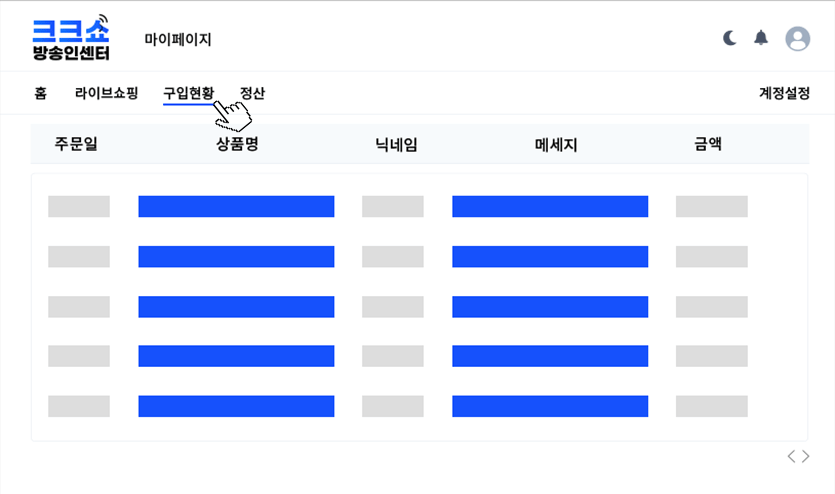 크크쇼
방송인센터
마이페이지
홈 라이브쇼핑 구입현황 정산 계정설정
주문일 상품명 닉네임 메세지 금액